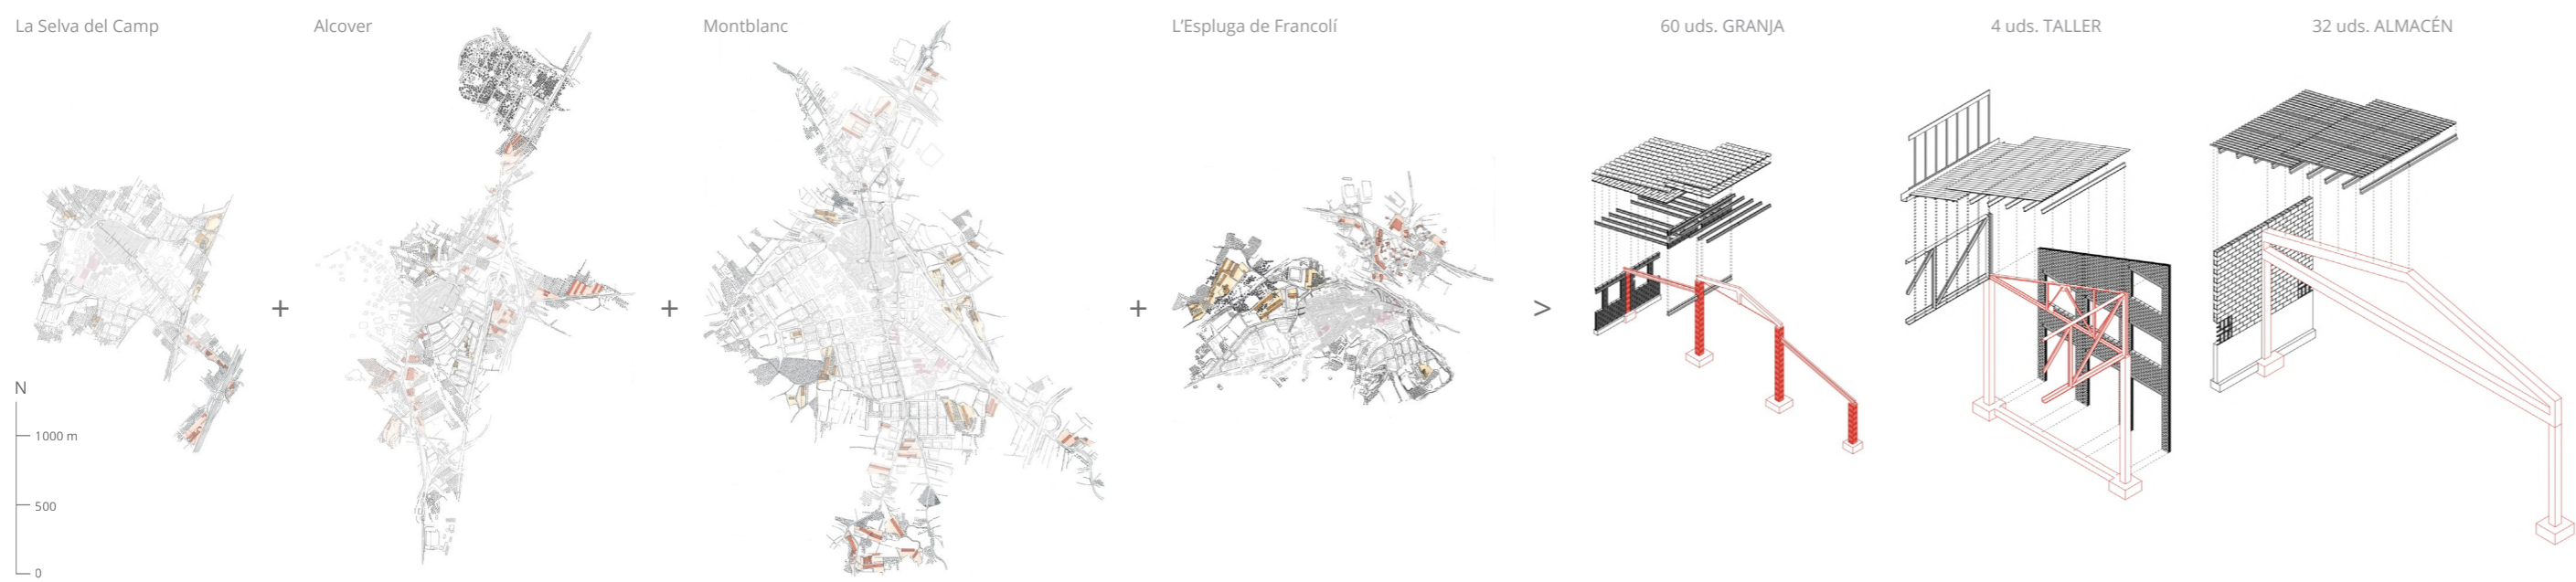 La Selva del Camp
Alcover
Montblanc
L’Espluga de Francolí
60 uds. GRANJA
4 uds. TALLER
32 uds. ALMACÉN
+
+
+
>
N
1000 m
500
0